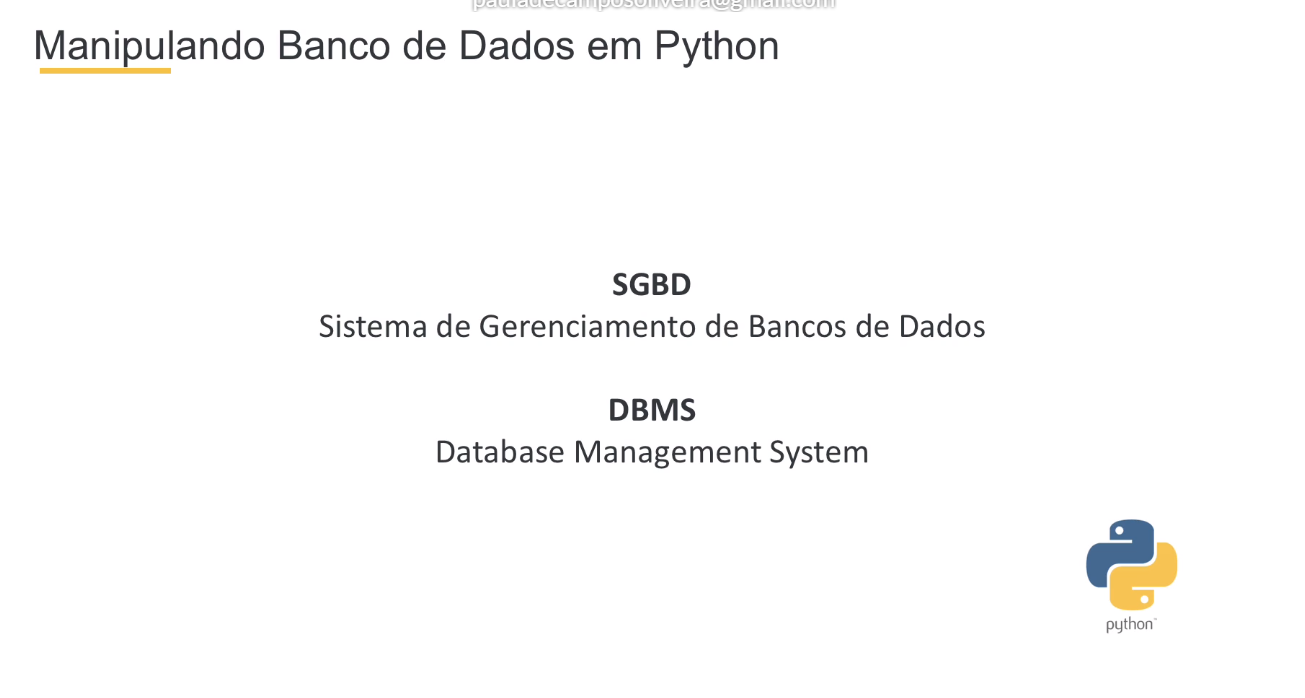 Manipulando Banco de Dados em Python
SGBD
Sistema de Gerenciamento de Bancos de Dados
DBMS
Database Management System
python